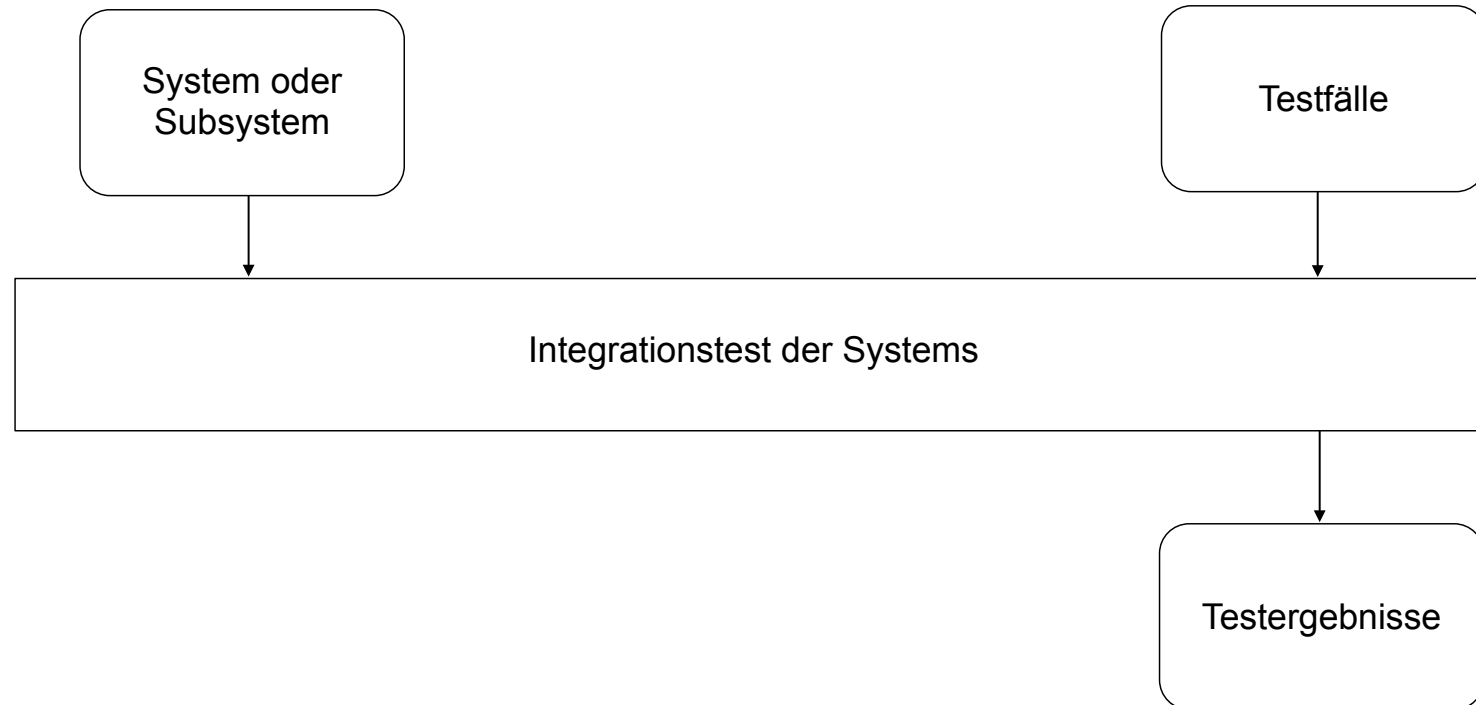 System oder
Subsystem
Testfälle
Integrationstest der Systems
Testergebnisse